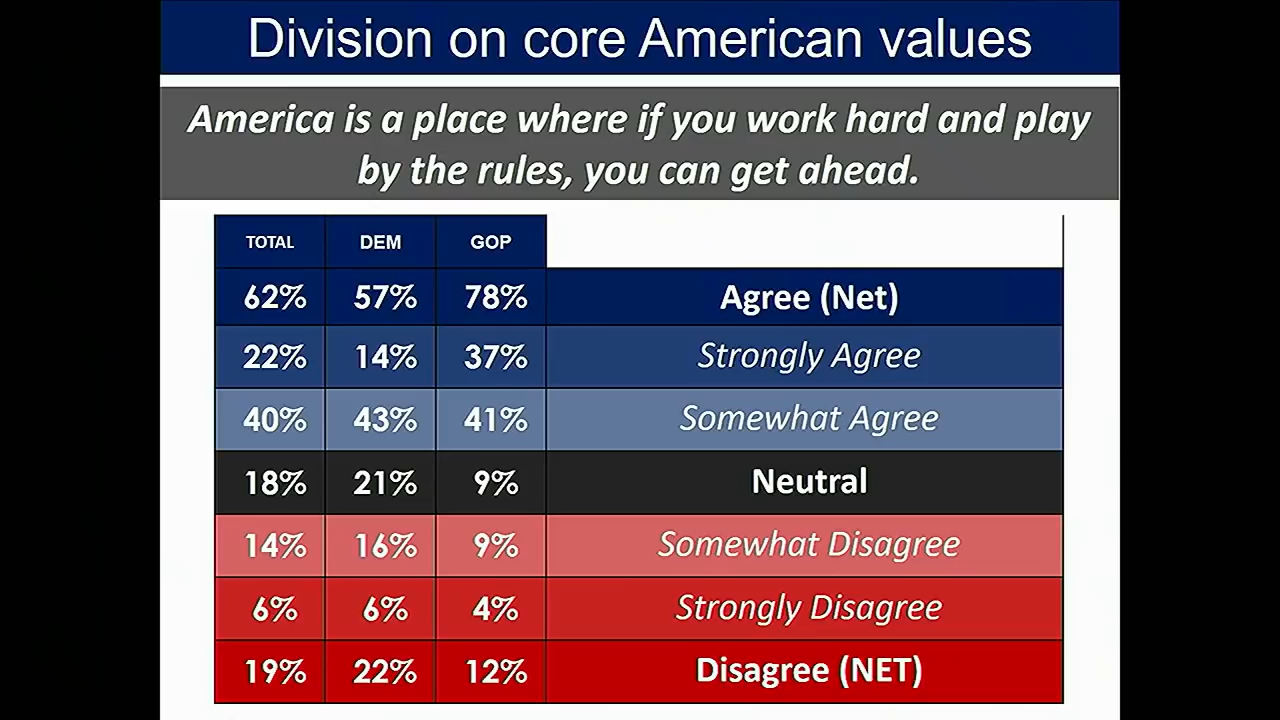 Division on core American values
America is a place where if you work hard and play
by the rules, you can get ahead.
TOTAL DEM GOP
62% 57% 78% Agree (Net)
22% 14% 37% Strongly Agree
40% 43% 41% Somewhat Agree
18% 21% 9% Neutral
14% 16% 9% Somewhat Disagree
6% 6% 4% Strongly Disagree
19% 22% 12% Disagree (NET)